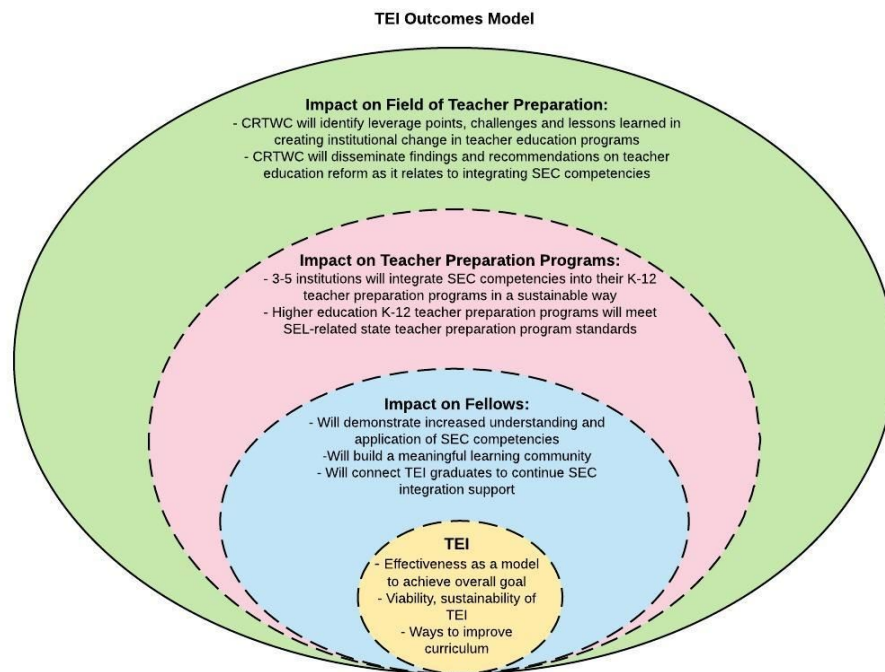 TEI Outcomes Model
Impact on Field of Teacher Preparation:
- CRTWC will identify leverage points, challenges and lessons learned in
creating institutional change in teacher education programs
- CRTWC will disseminate findings and recommendations on teacher
education reform as it relates to integrating SEC competencies
Impact on Teacher Preparation Programs:
- 3-5 institutions will integrate SEC competencies into their K-12
teacher preparation programs in a sustainable way
- Higher education K-12 teacher preparation programs will meet
SEL-related state teacher preparation program standards
Impact on Fellows:
- Will demonstrate increased understanding and
application of SEC competencies
-Will build a meaningful learning community
- Will connect TEI graduates to continue SEC
integration support
TEI
- Effectiveness as a model
to achieve overall goal
- Viability, sustainability of
TEI
- Ways to improve
curriculum